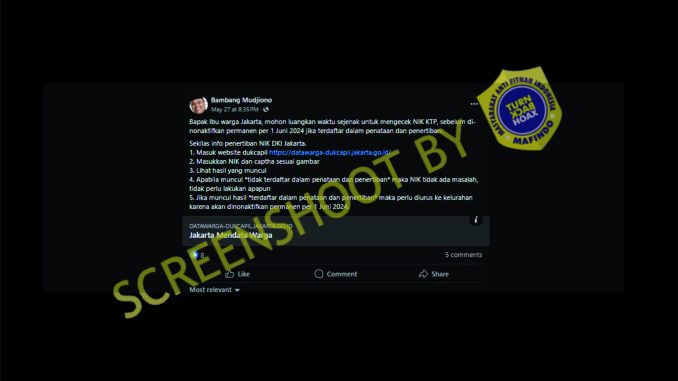 Bambang Mudjiono
May 27 at 8:35 PM
Bapak Ibu warga Jakarta, mohon luangkan waktu sejenak untuk mengecek NIK KTP, sebelum di-
nonaktifkan permanen per 1 Juni 2024 jika terdaftar dalam penataan dan penertiban.
Sekilas info penertiban NIK DKI Jakarta.
1. Masuk website dukcapil https://datawarga-dukcapil.jakarta.go.id/
2. Masukkan NIK dan captha sesuai gambar
3. Lihat hasil yang muncul
4. Apabila muncul *tidak terdaftar dalam penataan dan penertiban* maka NIK tidak ada masalah,
tidak perlu lakukan apapun
5. Jika muncul hasil *terdaftar dalam penataan dan penertiban* maka perlu diurus ke kelurahan
karena akan dinonaktifkan permanen per 1 Juni 2024.
DATAWARGA-DUKCAPIL.JAKARTA.GO.ID
Jakarta Mendata Warga
8
5 comments
Like
Comment
Share
Most relevant
SCREENSHOOT BY
MASYARAKAT ANTI FITNAH INDONESIA
TURN
BACK
HOAX
MAFINDO